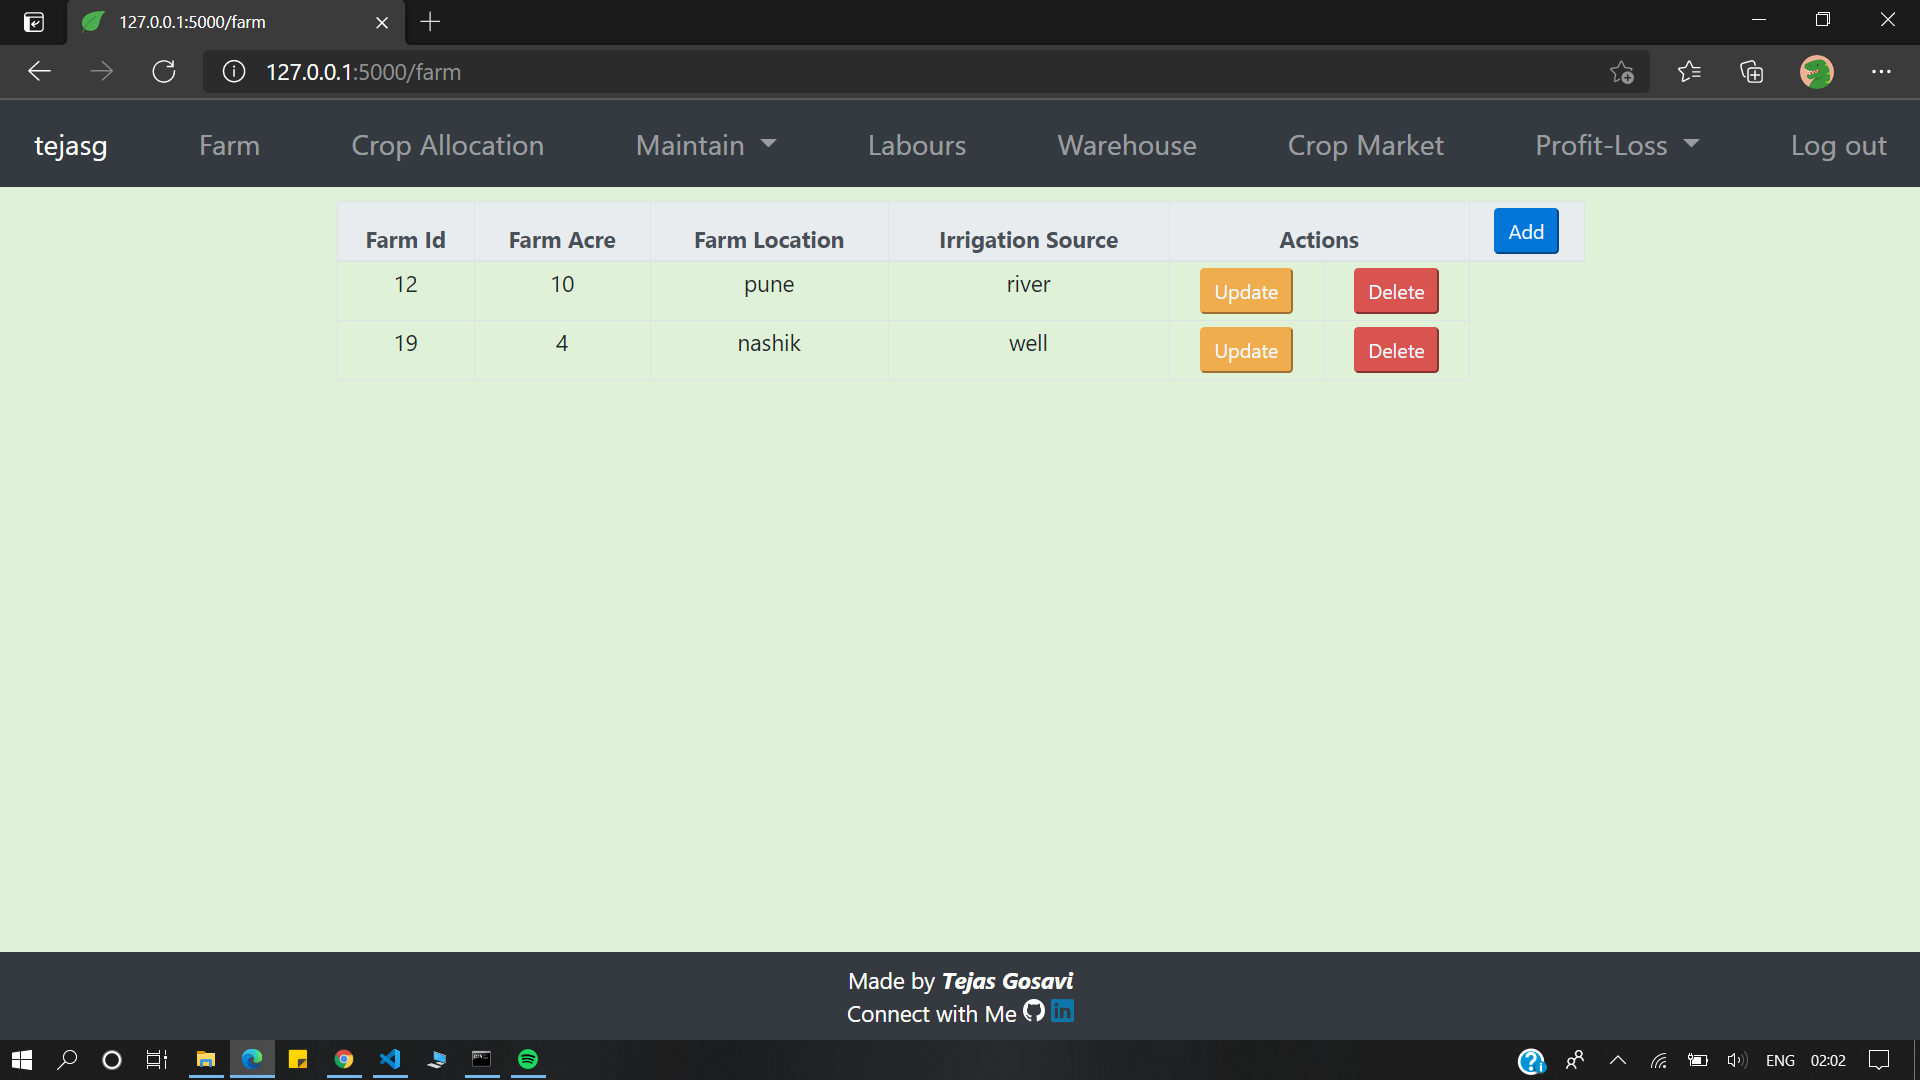 127.0.0.1:5000/farm
127.0.0.1:5000/farm
tejasg Farm Crop Allocation Maintain Labours Warehouse Crop Market Profit-Loss Log out
Farm Id Farm Acre Farm Location Irrigation Source Actions Add
12 10 pune river Update Delete
19 4 nashik well Update Delete
Made by Tejas Gosavi
Connect with Me in
ENG 02:02